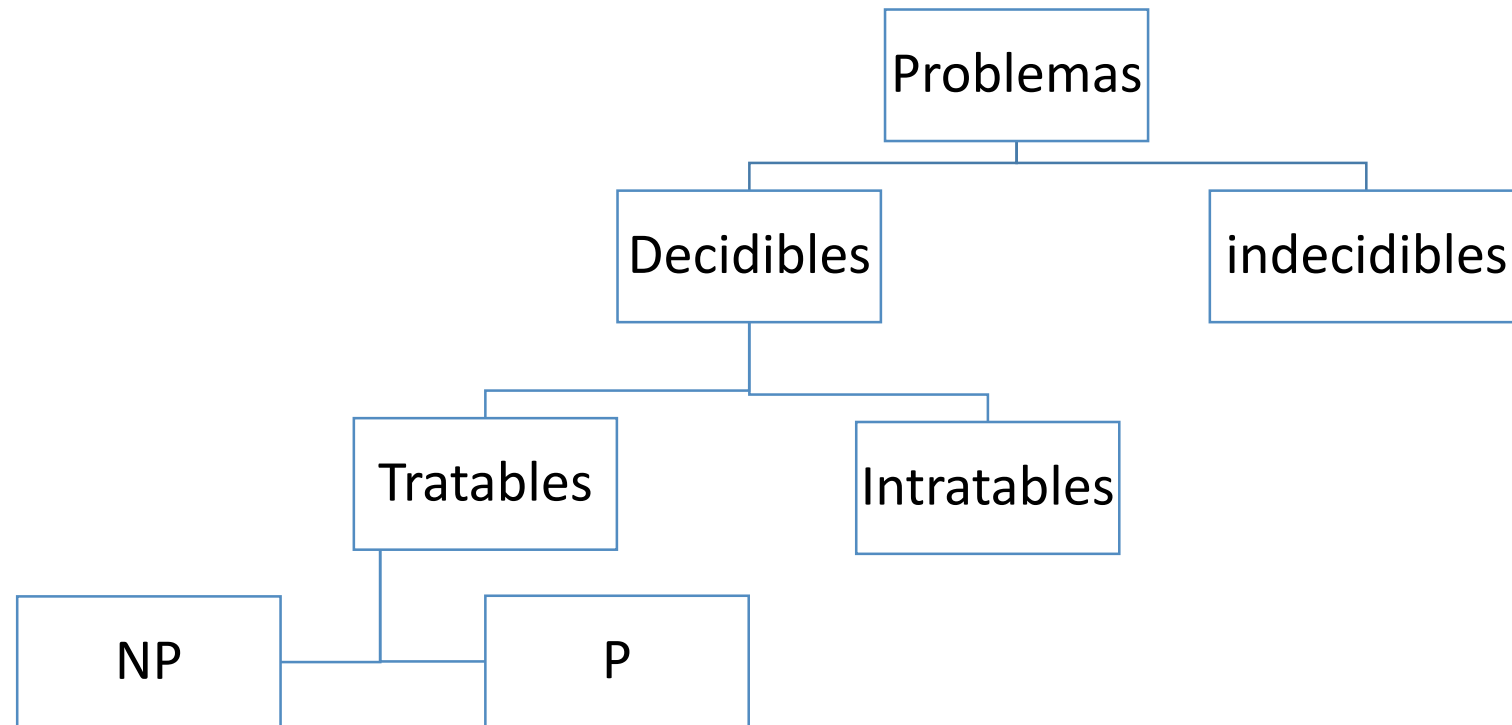 Problemas
Decidibles
indecidibles
Tratables
Intratables
NP
P